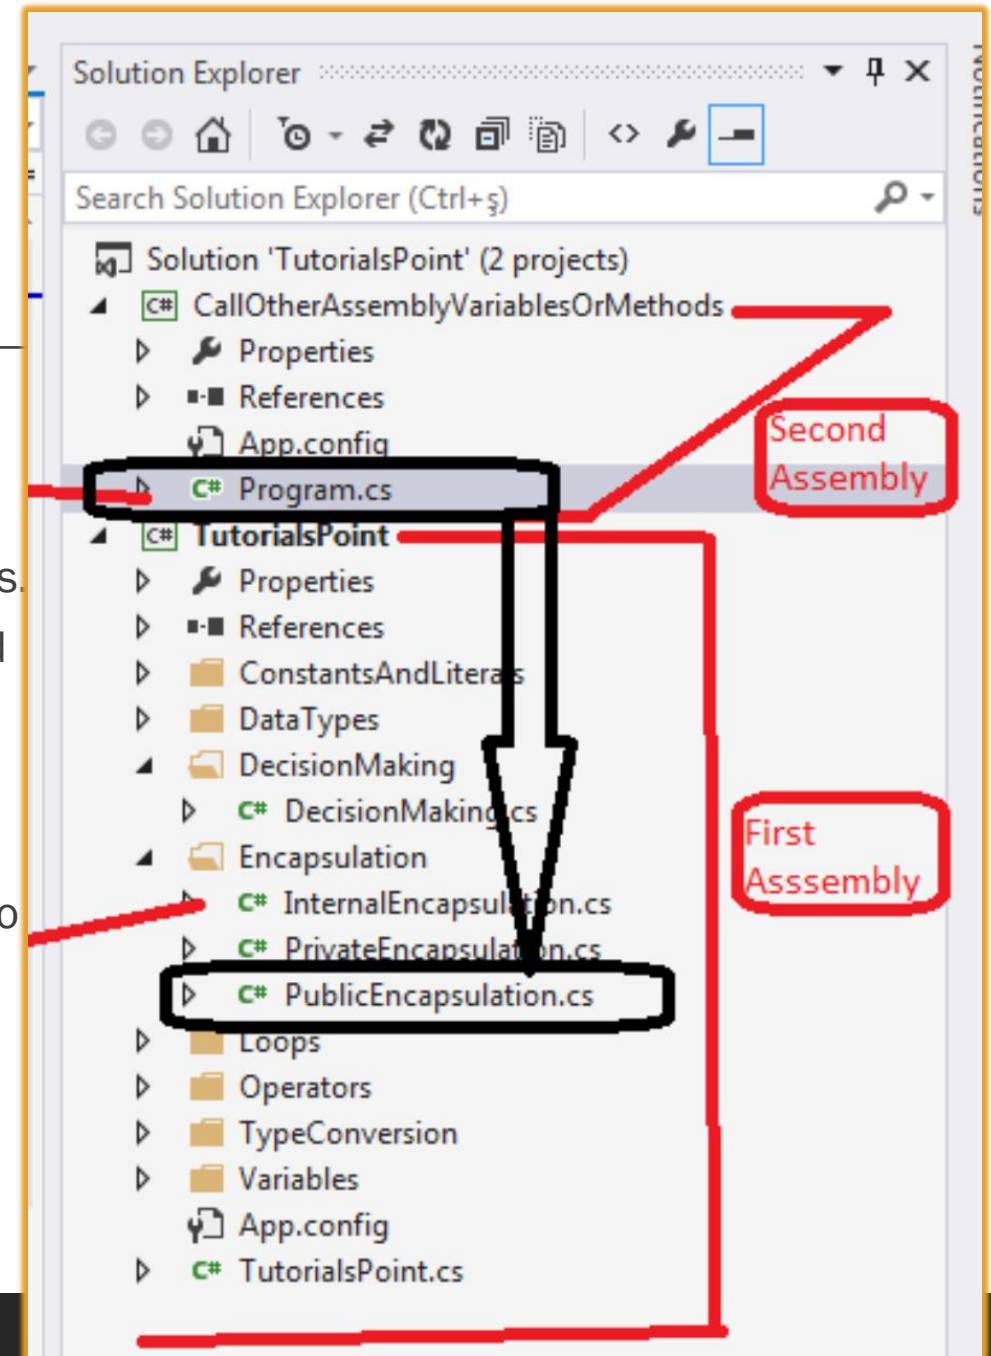 Solution Explorer
Search Solution Explorer (Ctrl+ş)
Solution 'TutorialsPoint' (2 projects)
C# CallOtherAssemblyVariablesOrMethods
Properties
References
App.config
C# Program.cs
Second
Assembly
C# TutorialsPoint
Properties
References
ConstantsAndLiterals
DataTypes
DecisionMaking
C# DecisionMaking.cs
Encapsulation
C# InternalEncapsulation.cs
C# PrivateEncapsulation.cs
C# PublicEncapsulation.cs
First
Asssembly
Loops
Operators
TypeConversion
Variables
App.config
C# TutorialsPoint.cs
Notifications